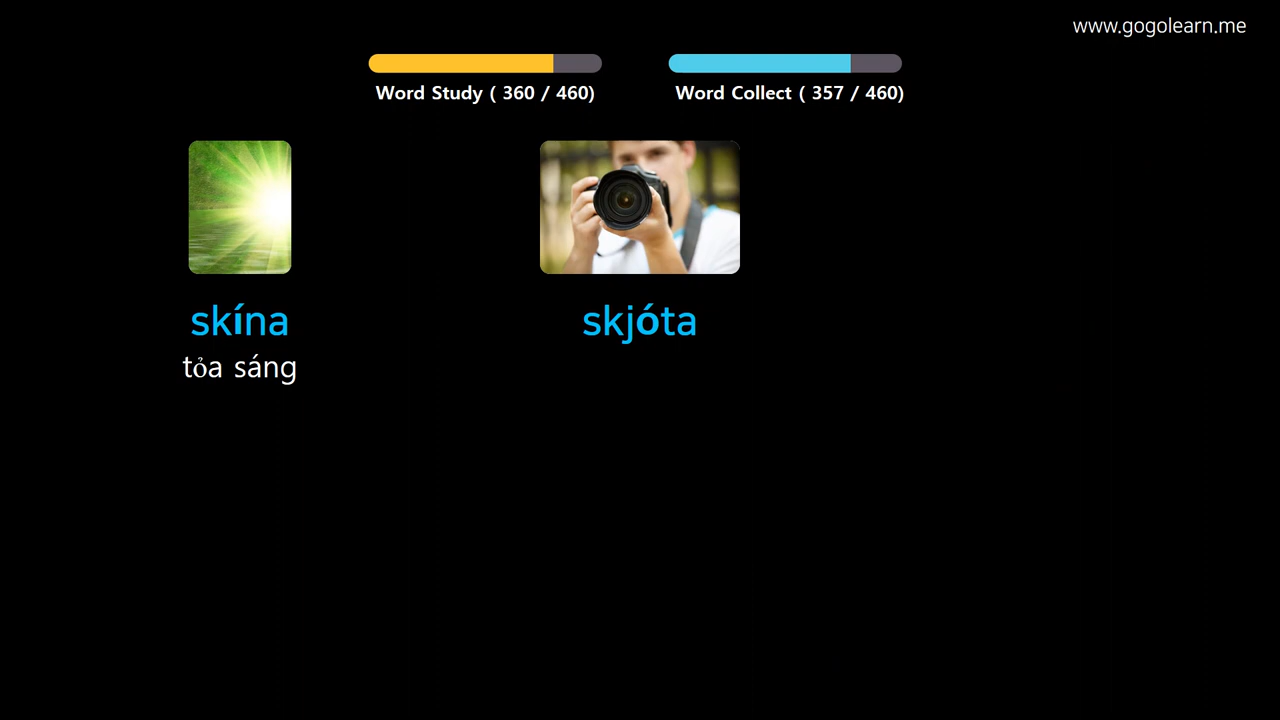 www.gogolearn.me
Word Study ( 360 / 460)
Word Collect ( 357 / 460)
skína
skjóta
tỏa sáng